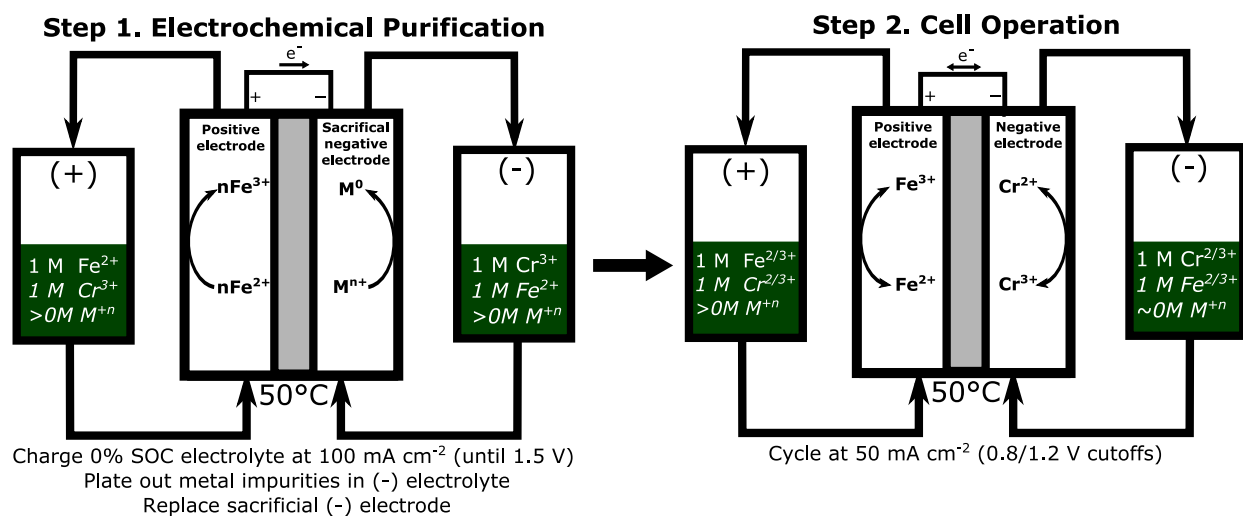 Step 1. Electrochemical Purification
e⁻
+ −
Positive
electrode
Sacrifical
negative
electrode
(+)
nFe³⁺
M⁰
(-)
1 M Fe²⁺
1 M Cr³⁺
>0M M⁺ⁿ
nFe²⁺
Mⁿ⁺
1 M Cr³⁺
1 M Fe²⁺
>0M M⁺ⁿ
50°C
Charge 0% SOC electrolyte at 100 mA cm⁻² (until 1.5 V)
Plate out metal impurities in (-) electrolyte
Replace sacrificial (-) electrode
Step 2. Cell Operation
e⁻
+ −
Positive
electrode
Negative
electrode
(+)
Fe³⁺
Cr²⁺
(-)
1 M Fe²/³⁺
1 M Cr²/³⁺
>0M M⁺ⁿ
Fe²⁺
Cr³⁺
1 M Cr²/³⁺
1 M Fe²/³⁺
~0M M⁺ⁿ
50°C
Cycle at 50 mA cm⁻² (0.8/1.2 V cutoffs)